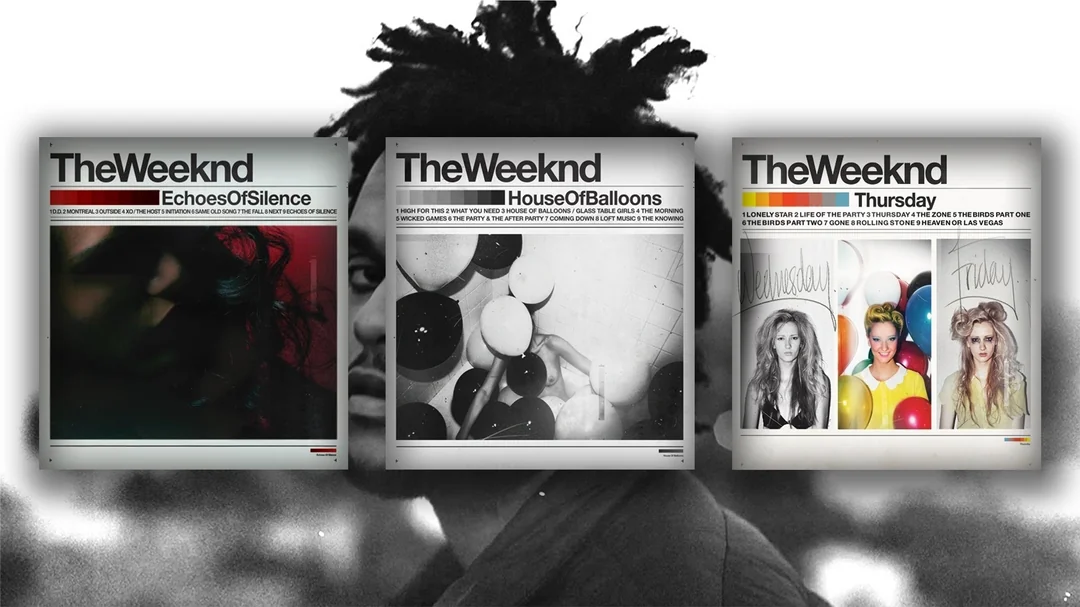 TheWeeknd
EchoesOfSilence
1 D.D. 2 MONTREAL 3 OUTSIDE 4 XO/THE HOST 5 INITIATION 6 SAME OLD SONG 7 THE FALL 8 NEXT 9 ECHOES OF SILENCE
TheWeeknd
HouseOfBalloons
1 HIGH FOR THIS 2 WHAT YOU NEED 3 HOUSE OF BALLOONS / GLASS TABLE GIRLS 4 THE MORNING
5 WICKED GAMES 6 THE PARTY & THE AFTER PARTY 7 COMING DOWN 8 LOFT MUSIC 9 THE KNOWING
TheWeeknd
Thursday
1 LONELY STAR 2 LIFE OF THE PARTY 3 THURSDAY 4 THE ZONE 5 THE BIRDS PART ONE
6 THE BIRDS PART TWO 7 GONE 8 ROLLING STONE 9 HEAVEN OR LAS VEGAS
Wednesday.
Friday.